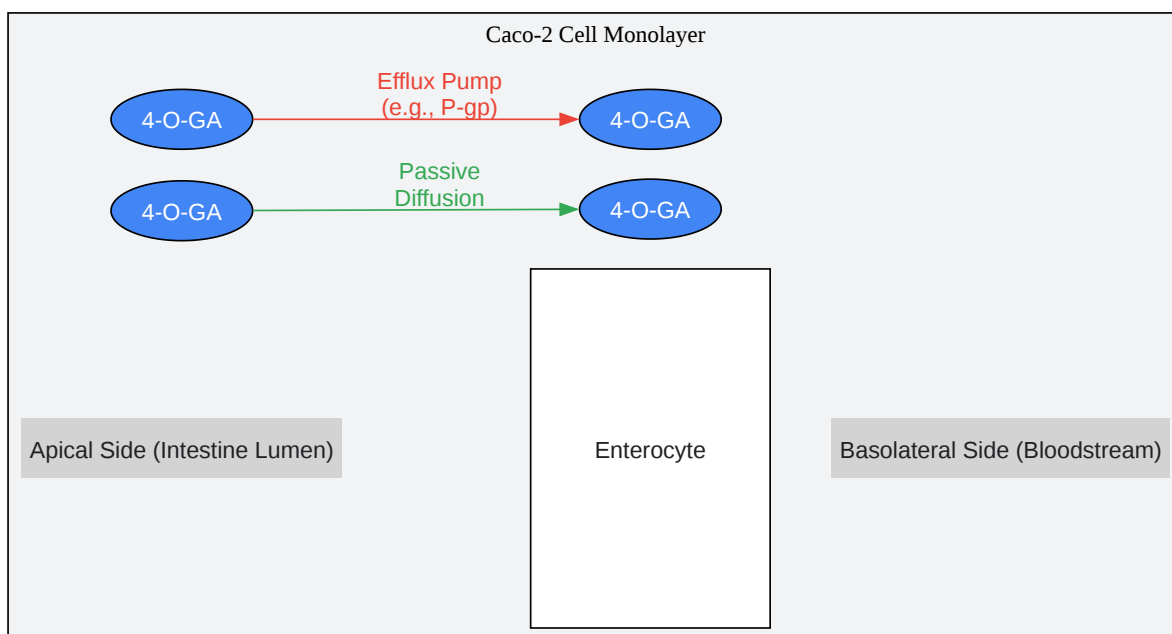 Caco-2 Cell Monolayer
Efflux Pump
(e.g., P-gp)
4-O-GA
4-O-GA
Passive
Diffusion
4-O-GA
4-O-GA
Apical Side (Intestine Lumen)
Enterocyte
Basolateral Side (Bloodstream)